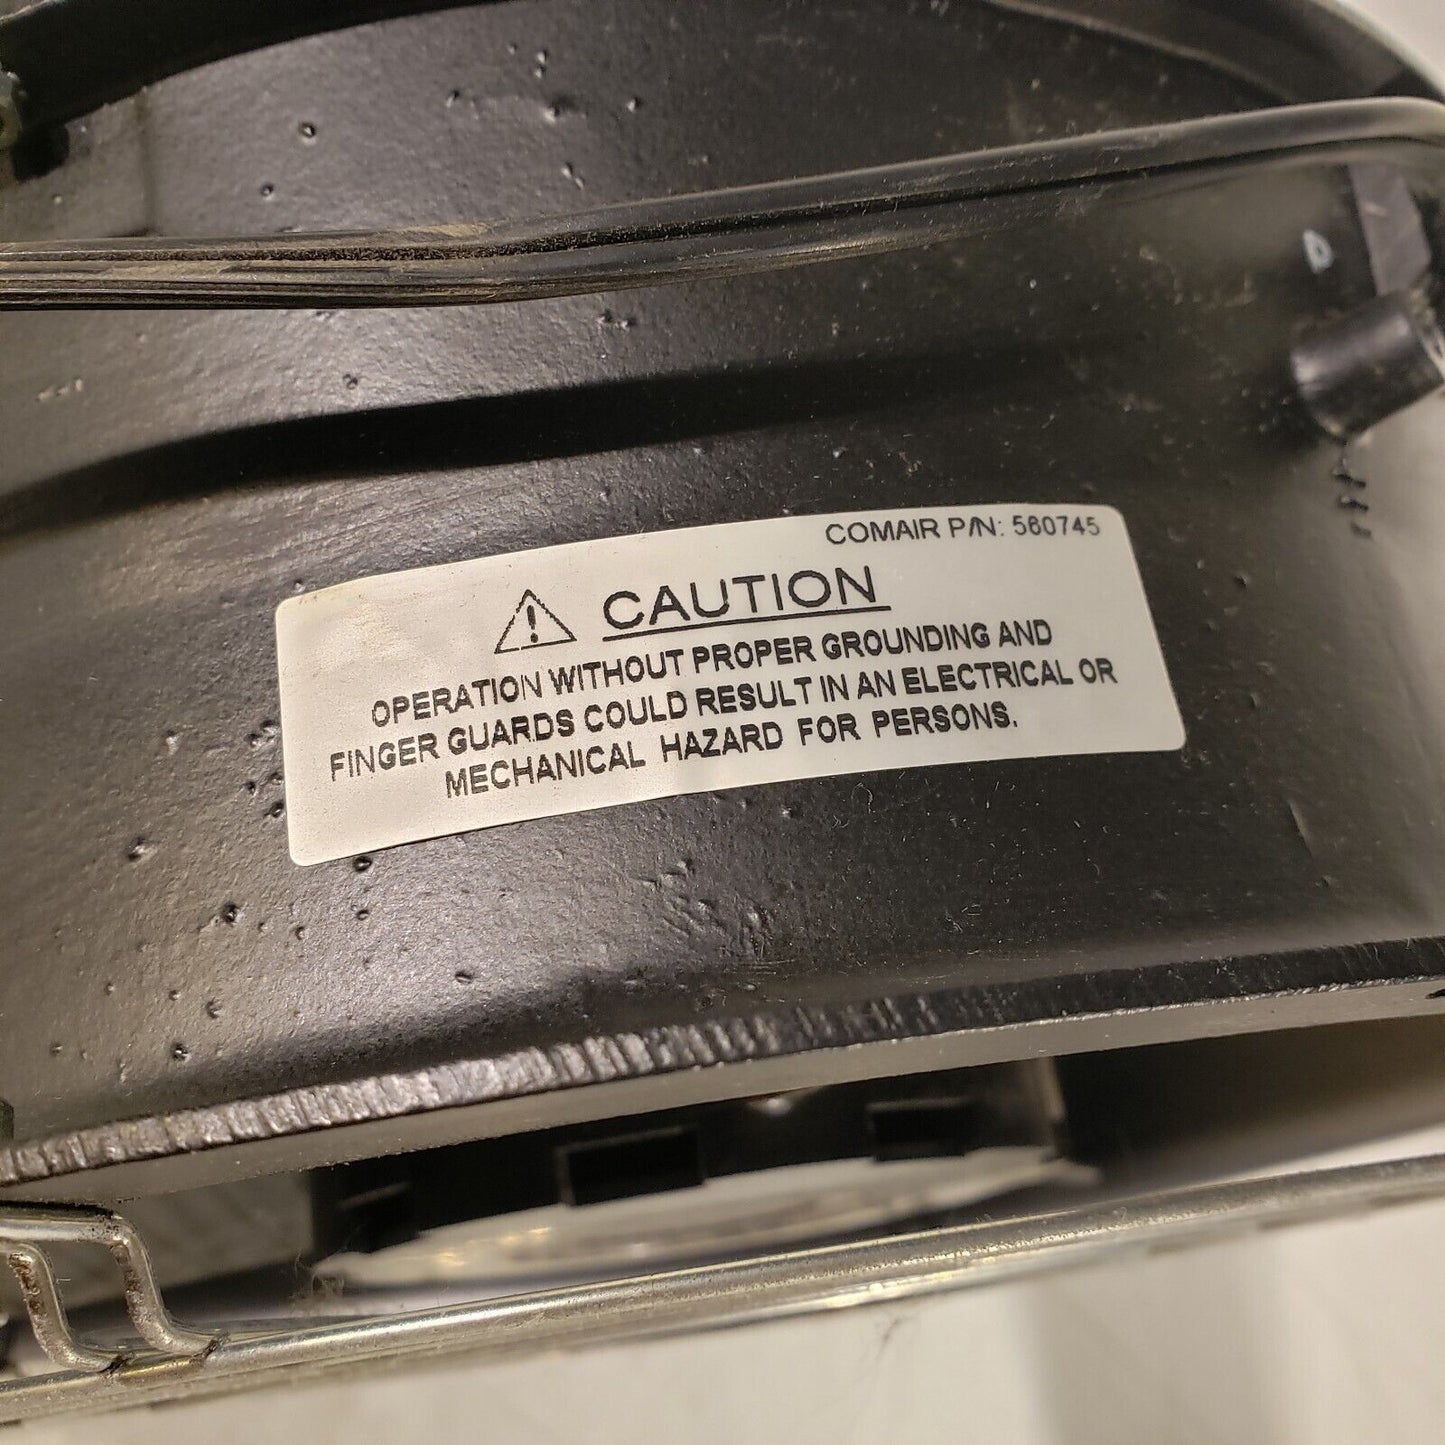 COMAIR P/N: 560745
CAUTION
OPERATION WITHOUT PROPER GROUNDING AND
FINGER GUARDS COULD RESULT IN AN ELECTRICAL OR
MECHANICAL HAZARD FOR PERSONS.